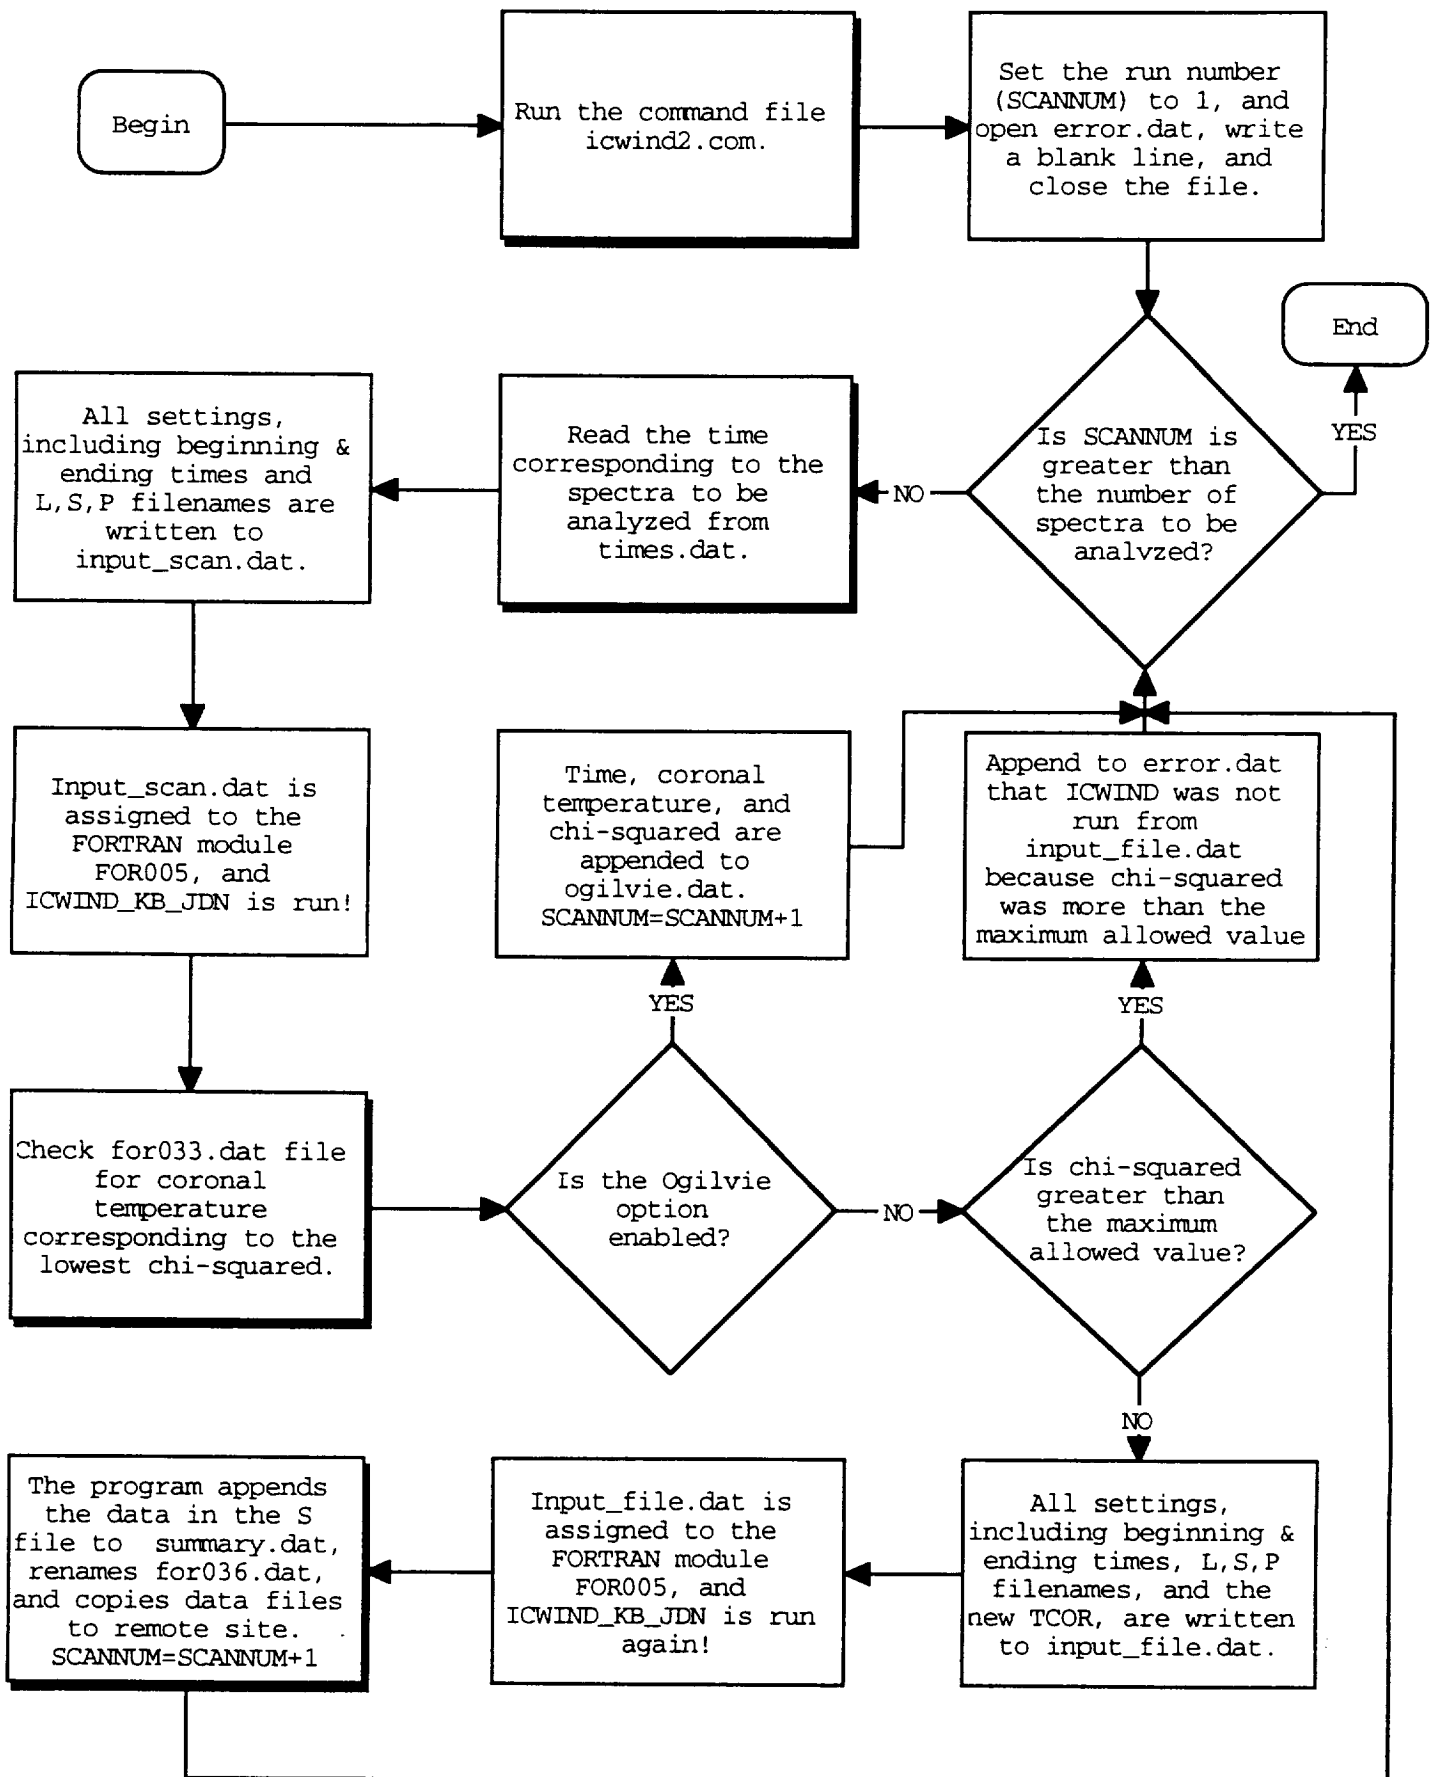 Begin
Run the command file
icwind2.com.
Set the run number
(SCANNUM) to 1, and
open error.dat, write
a blank line, and
close the file.
End
YES
Is SCANNUM is
greater than
the number of
spectra to be
analyzed?
NO
Read the time
corresponding to the
spectra to be
analyzed from
times.dat.
All settings,
including beginning &
ending times and
L,S,P filenames are
written to
input_scan.dat.
Input_scan.dat is
assigned to the
FORTRAN module
FOR005, and
ICWIND_KB_JDN is run!
Time, coronal
temperature, and
chi-squared are
appended to
ogilvie.dat.
SCANNUM=SCANNUM+1
Append to error.dat
that ICWIND was not
run from
input_file.dat
because chi-squared
was more than the
maximum allowed value
YES
YES
Check for033.dat file
for coronal
temperature
corresponding to the
lowest chi-squared.
Is the Ogilvie
option
enabled?
NO
Is chi-squared
greater than
the maximum
allowed value?
NO
The program appends
the data in the S
file to summary.dat,
renames for036.dat,
and copies data files
to remote site.
SCANNUM=SCANNUM+1
Input_file.dat is
assigned to the
FORTRAN module
FOR005, and
ICWIND_KB_JDN is run
again!
All settings,
including beginning &
ending times, L,S,P
filenames, and the
new TCOR, are written
to input_file.dat.